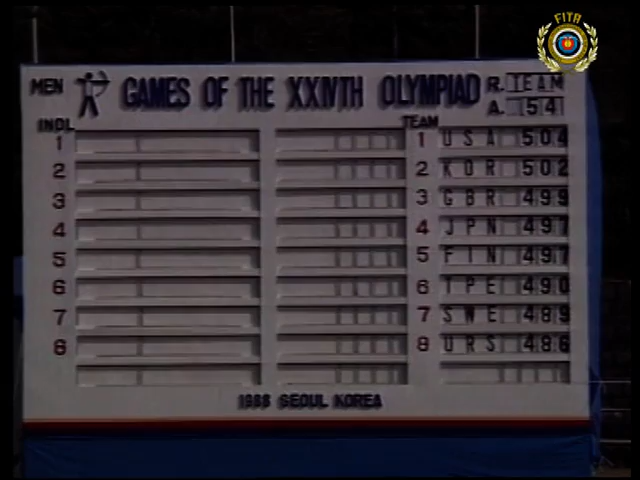 FITA
MEN GAMES OF THE XXIVTH OLYMPIAD R. TEAM
A. 54
INDL TEAM
1 1 USA 504
2 2 KOR 502
3 3 GBR 499
4 4 JPN 497
5 5 FIN 497
6 6 TPE 490
7 7 SWE 489
8 8 URS 486
1988 SEOUL KOREA